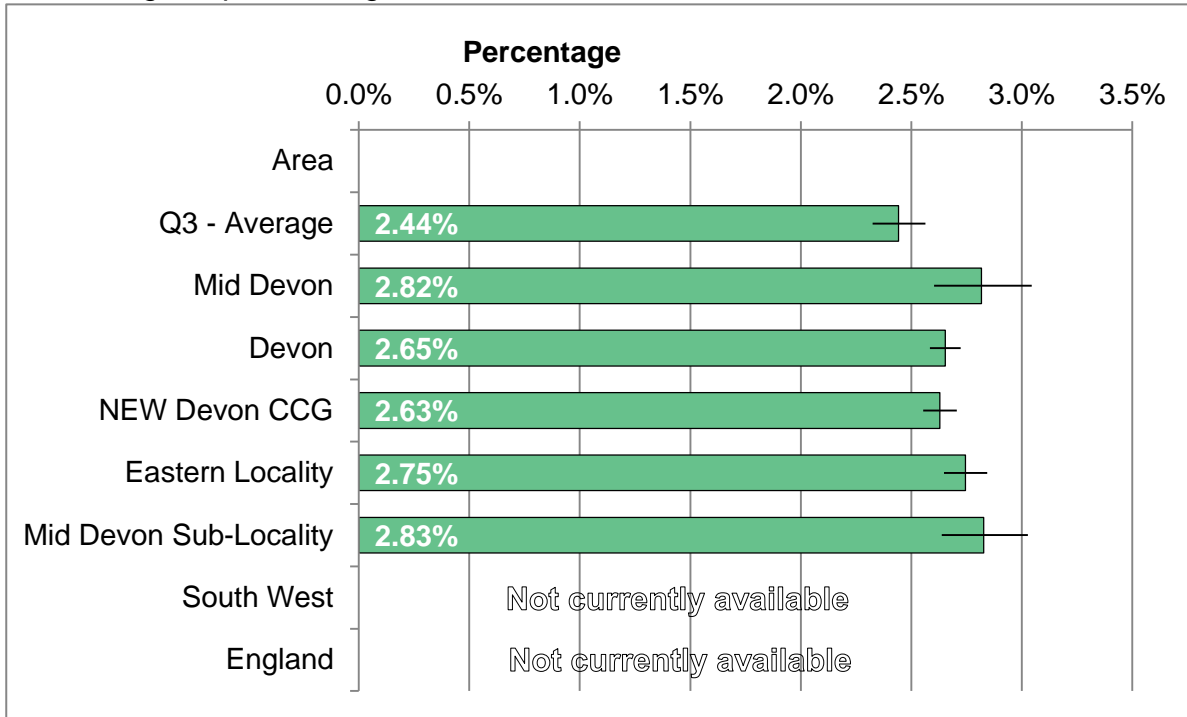 Percentage
0.0% 0.5% 1.0% 1.5% 2.0% 2.5% 3.0% 3.5%
Area
Q3 - Average 2.44%
Mid Devon 2.82%
Devon 2.65%
NEW Devon CCG 2.63%
Eastern Locality 2.75%
Mid Devon Sub-Locality 2.83%
South West Not currently available
England Not currently available